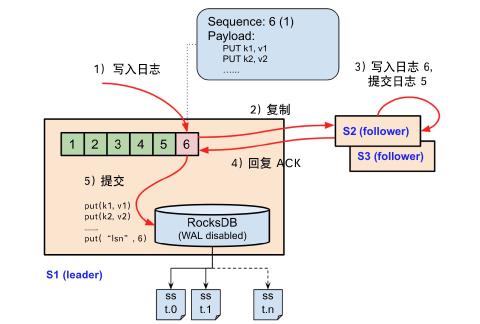 Sequence: 6 (1)
Payload:
PUT k1, v1
PUT k2, v2
......
1）写入日志
3）写入日志 6,
提交日志 5
2) 复制
S2 (follower)
S3 (follower)
1 2 3 4 5 6
4）回复 ACK
5）提交
put(k1, v1)
put(k2, v2)
......
put( “lsn” , 6)
RocksDB
(WAL disabled)
S1 (leader)
ss
t.0
ss
t.1
ss
t.n